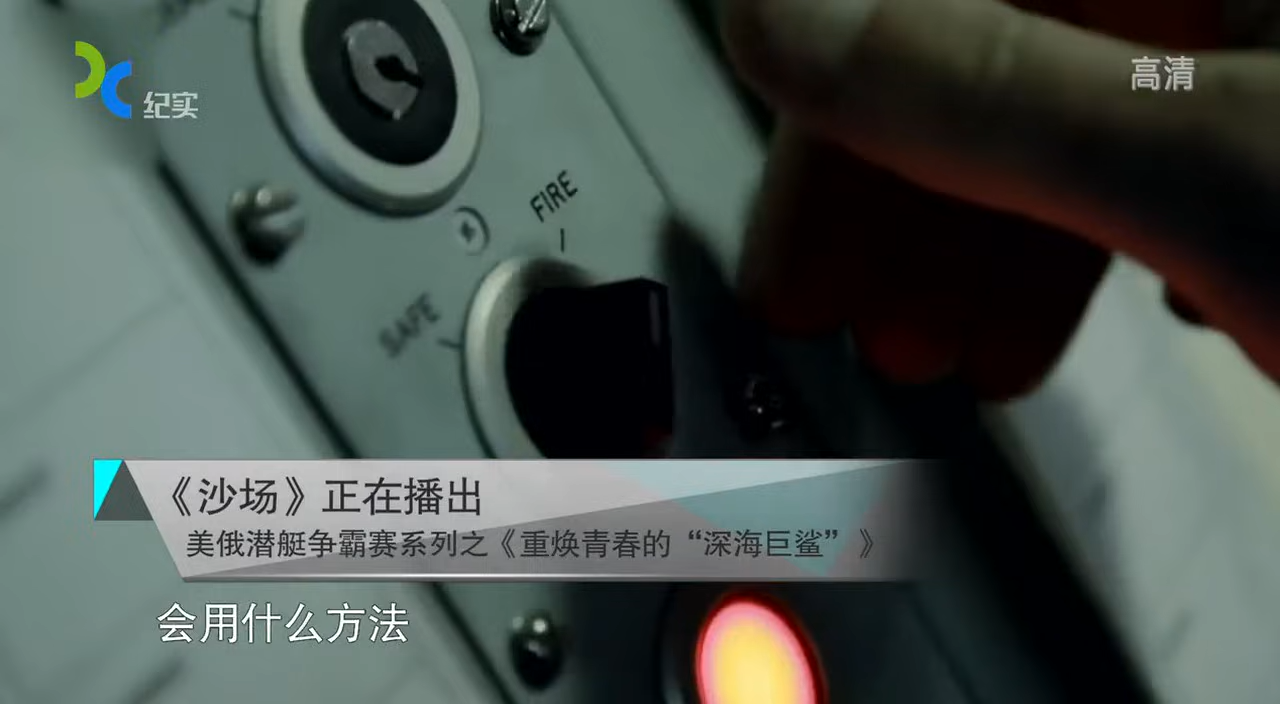 纪实
高清
FIRE
SAFE
《沙场》正在播出
美俄潜艇争霸赛系列之《重焕青春的“深海巨鲨”》
会用什么方法